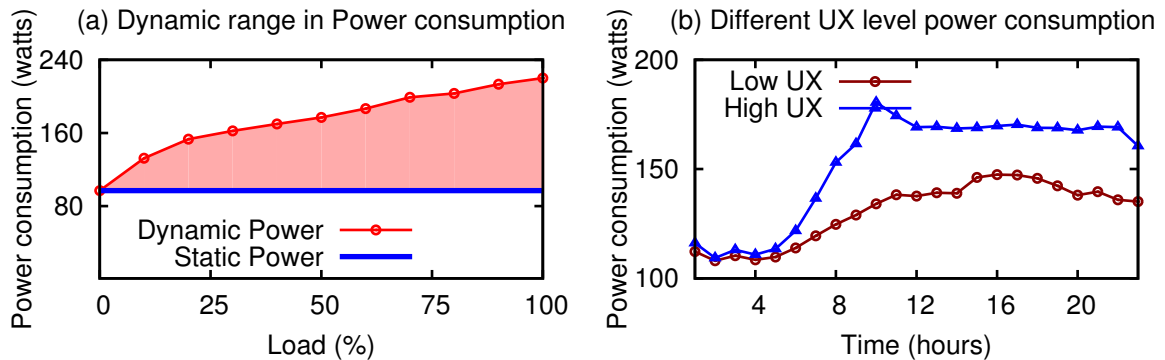 (a) Dynamic range in Power consumption
Power consumption (watts)
240
160
80
Dynamic Power
Static Power
0 25 50 75 100
Load (%)
(b) Different UX level power consumption
Power consumption (watts)
200
150
100
Low UX
High UX
4 8 12 16 20
Time (hours)